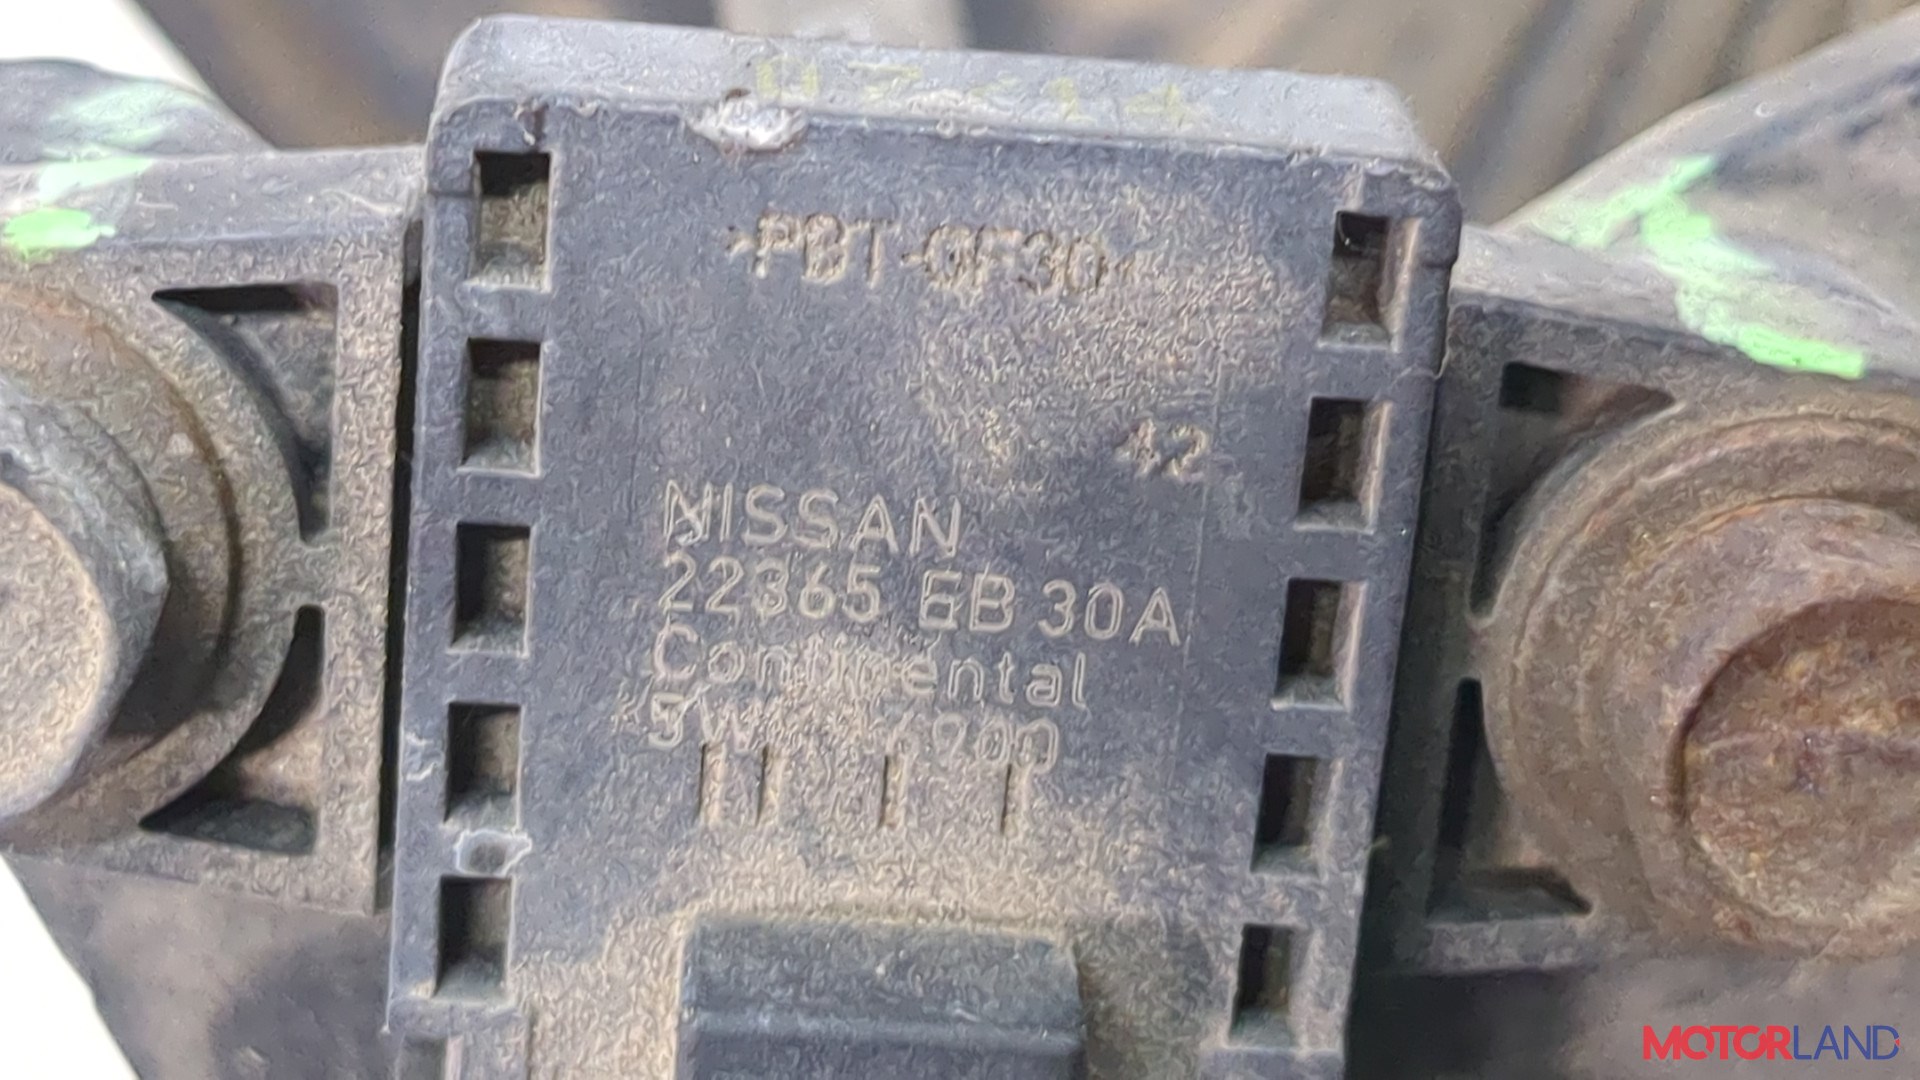 >PBT-GF30<
42
NISSAN
22365 EB 30A
Continental
MOTORLAND